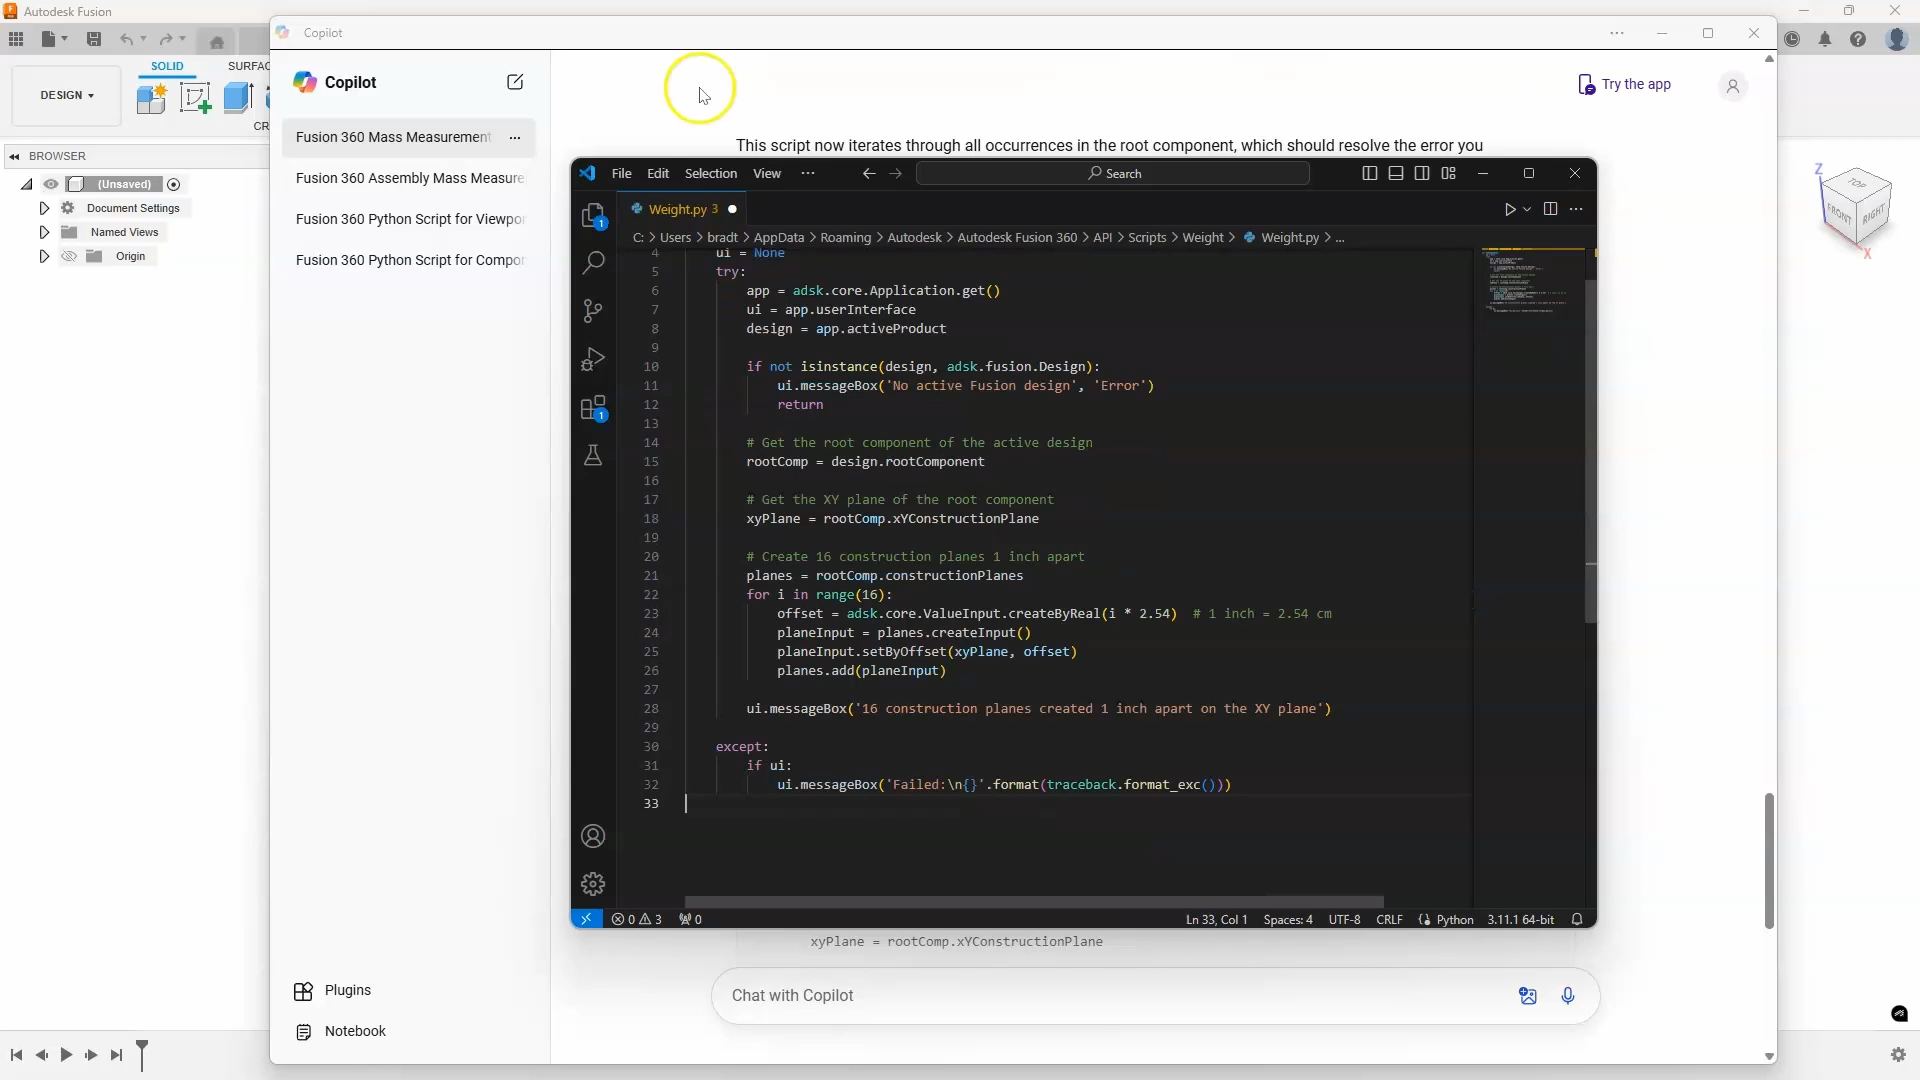 Autodesk Fusion
SOLID
SURFAC
DESIGN
CR
BROWSER
(Unsaved)
Document Settings
Named Views
Origin
Copilot
Copilot
Fusion 360 Mass Measurement
Fusion 360 Assembly Mass Measure
Fusion 360 Python Script for Viewpor
Fusion 360 Python Script for Compor
Plugins
Notebook
Try the app
This script now iterates through all occurrences in the root component, which should resolve the error you
File Edit Selection View ··· Search
Weight.py 3
C: > Users > bradt > AppData > Roaming > Autodesk > Autodesk Fusion 360 > API > Scripts > Weight > Weight.py > ...
4 ui = None
5 try:
6 app = adsk.core.Application.get()
7 ui = app.userInterface
8 design = app.activeProduct
9
10 if not isinstance(design, adsk.fusion.Design):
11 ui.messageBox('No active Fusion design', 'Error')
12 return
13
14 # Get the root component of the active design
15 rootComp = design.rootComponent
16
17 # Get the XY plane of the root component
18 xyPlane = rootComp.xYConstructionPlane
19
20 # Create 16 construction planes 1 inch apart
21 planes = rootComp.constructionPlanes
22 for i in range(16):
23 offset = adsk.core.ValueInput.createByReal(i * 2.54) # 1 inch = 2.54 cm
24 planeInput = planes.createInput()
25 planeInput.setByOffset(xyPlane, offset)
26 planes.add(planeInput)
27
28 ui.messageBox('16 construction planes created 1 inch apart on the XY plane')
29
30 except:
31 if ui:
32 ui.messageBox('Failed:\n{}'.format(traceback.format_exc()))
33
1
1
0 3 0
Ln 33, Col 1 Spaces: 4 UTF-8 CRLF Python 3.11.1 64-bit
xyPlane = rootComp.xYConstructionPlane
Chat with Copilot
Z
TOP
FRONT
RIGHT
X